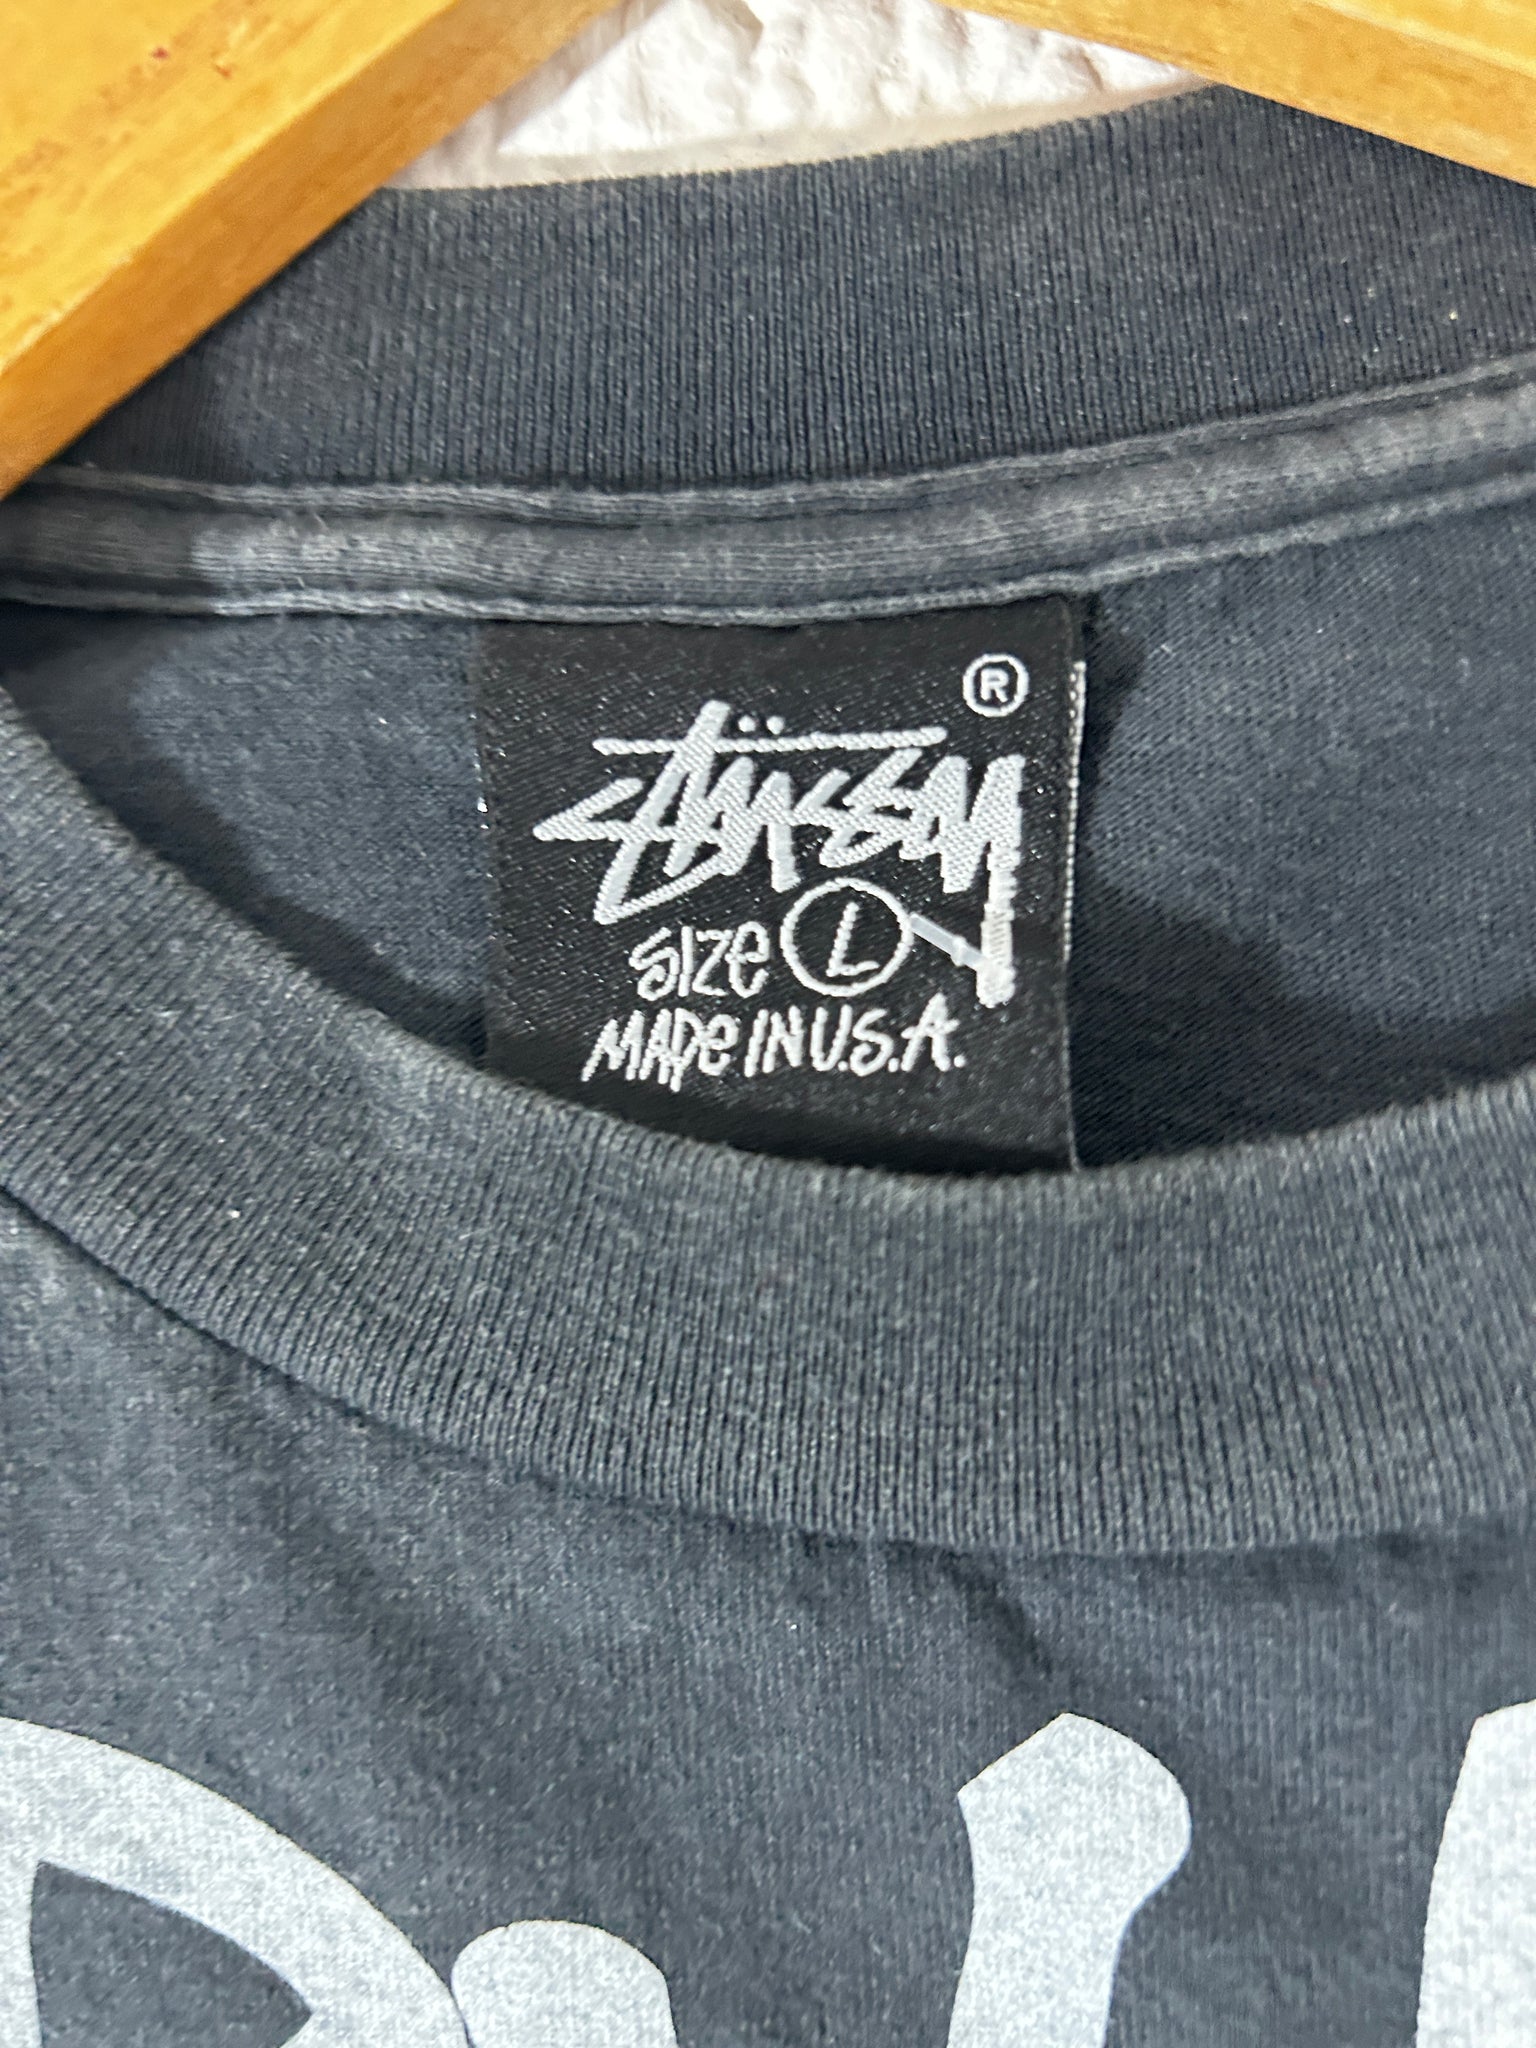 ®
Stüssy
SIZE L
MADE IN U.S.A.